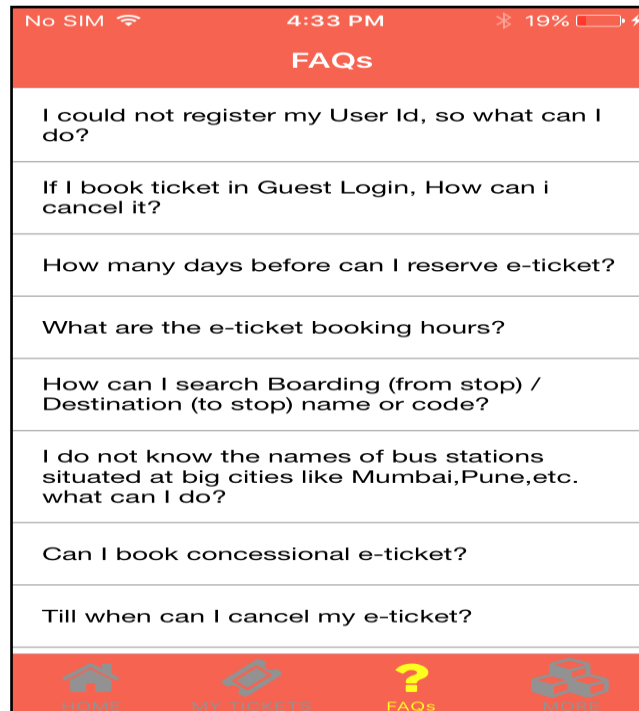 No SIM 4:33 PM 19%
FAQs
I could not register my User Id, so what can I
do?
If I book ticket in Guest Login, How can i
cancel it?
How many days before can I reserve e-ticket?
What are the e-ticket booking hours?
How can I search Boarding (from stop) /
Destination (to stop) name or code?
I do not know the names of bus stations
situated at big cities like Mumbai,Pune,etc.
what can I do?
Can I book concessional e-ticket?
Till when can I cancel my e-ticket?
HOME MY TICKETS FAQs MORE